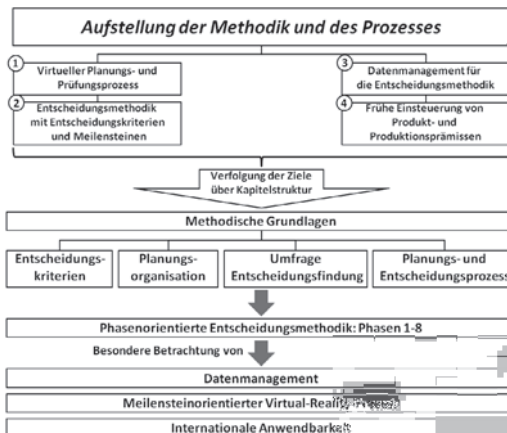 Aufstellung der Methodik und des Prozesses
1
Virtueller Planungs- und
Prüfungsprozess
2
Entscheidungsmethodik
mit Entscheidungskriterien
und Meilensteinen
3
Datenmanagement für
die Entscheidungsmethodik
4
Frühe Einsteuerung von
Produkt- und
Produktionsprämissen
Verfolgung der Ziele
über Kapitelstruktur
Methodische Grundlagen
Entscheidungs-
kriterien
Planungs-
organisation
Umfrage
Entscheidungsfindung
Planungs- und
Entscheidungsprozess
Phasenorientierte Entscheidungsmethodik: Phasen 1-8
Besondere Betrachtung von
Datenmanagement
Meilensteinorientierter Virtual-Reality
Internationale Anwendbarkeit